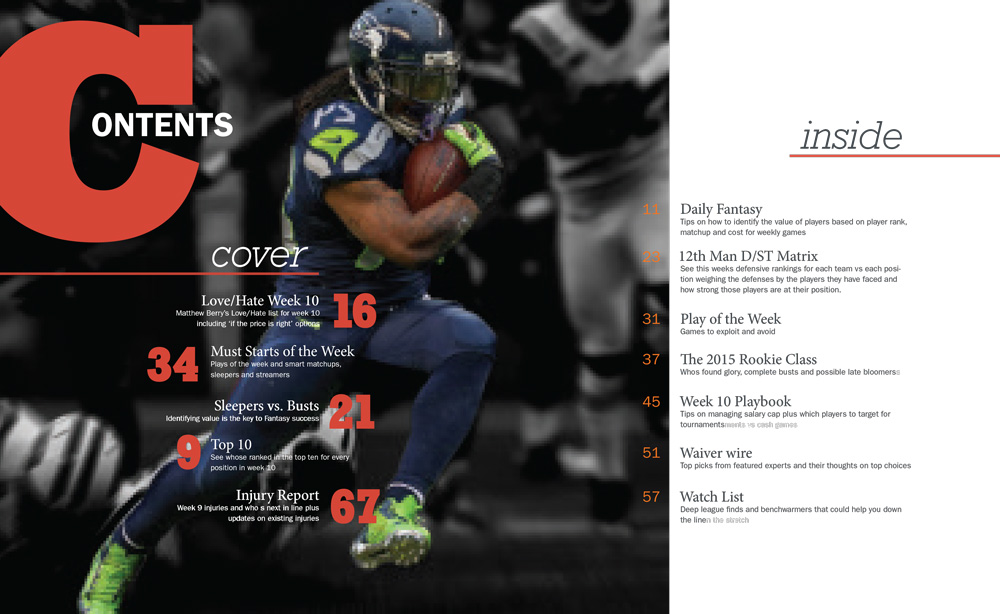 CONTENTS
cover
Love/Hate Week 10
Matthew Berry's Love/Hate list for week 10
including 'if the price is right' options
16
34
Must Starts of the Week
Plays of the week and smart matchups,
sleepers and streamers
Sleepers vs. Busts
Identifying value is the key to Fantasy success
21
9
Top 10
See whose ranked in the top ten for every
position in week 10
Injury Report
Week 9 injuries and who s next in line plus
updates on existing injuries
67
inside
11
Daily Fantasy
Tips on how to identify the value of players based on player rank,
matchup and cost for weekly games
23
12th Man D/ST Matrix
See this weeks defensive rankings for each team vs each posi-
tion weighing the defenses by the players they have faced and
how strong those players are at their position.
31
Play of the Week
Games to exploit and avoid
37
The 2015 Rookie Class
Whos found glory, complete busts and possible late bloomers
45
Week 10 Playbook
Tips on managing salary cap plus which players to target for
tournaments vs cash games
51
Waiver wire
Top picks from featured experts and their thoughts on top choices
57
Watch List
Deep league finds and benchwarmers that could help you down
the line the stretch